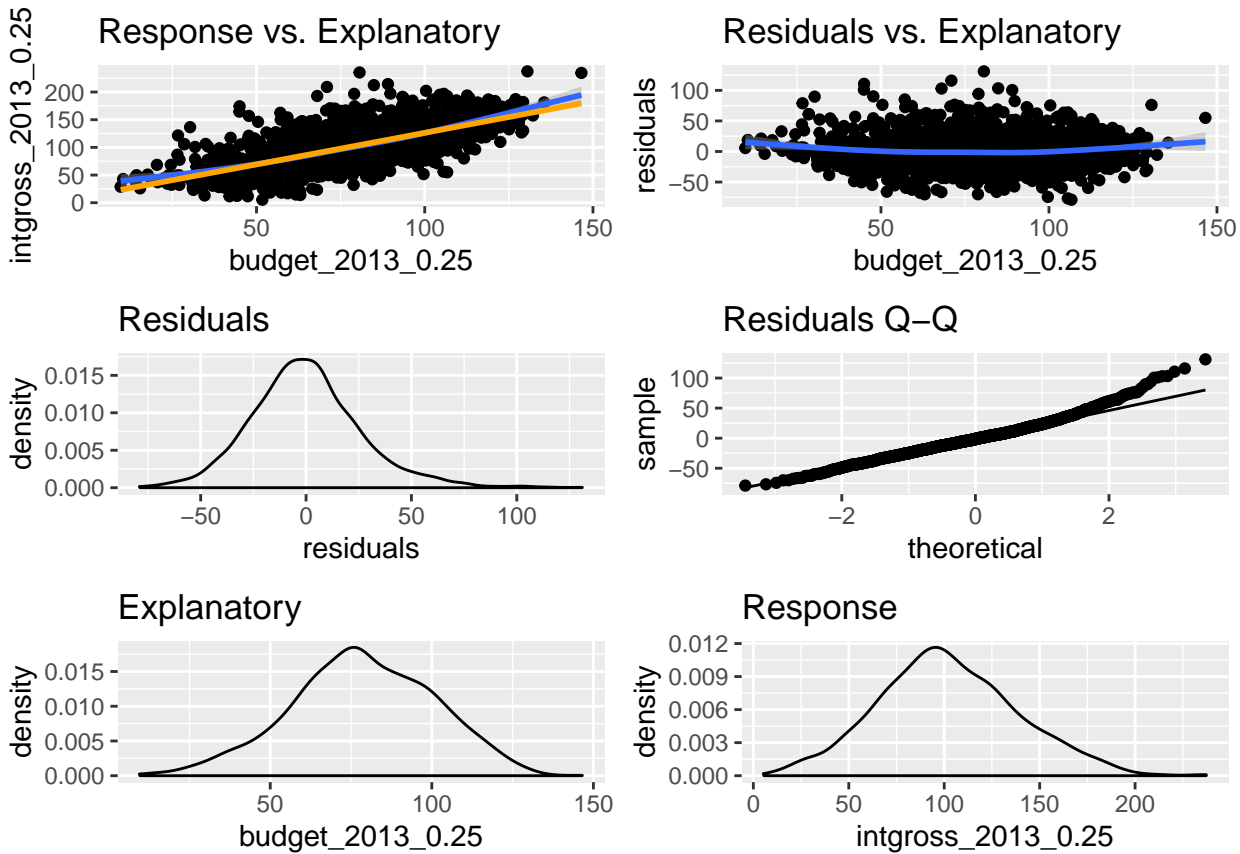 Response vs. Explanatory
intgross_2013_0.25
200
150
100
50
0
50
100
150
budget_2013_0.25
Residuals vs. Explanatory
residuals
100
50
0
−50
50
100
150
budget_2013_0.25
Residuals
density
0.015
0.010
0.005
0.000
−50
0
50
100
residuals
Residuals Q−Q
sample
100
50
0
−50
−2
0
2
theoretical
Explanatory
density
0.015
0.010
0.005
0.000
50
100
150
budget_2013_0.25
Response
density
0.012
0.009
0.006
0.003
0.000
0
50
100
150
200
intgross_2013_0.25